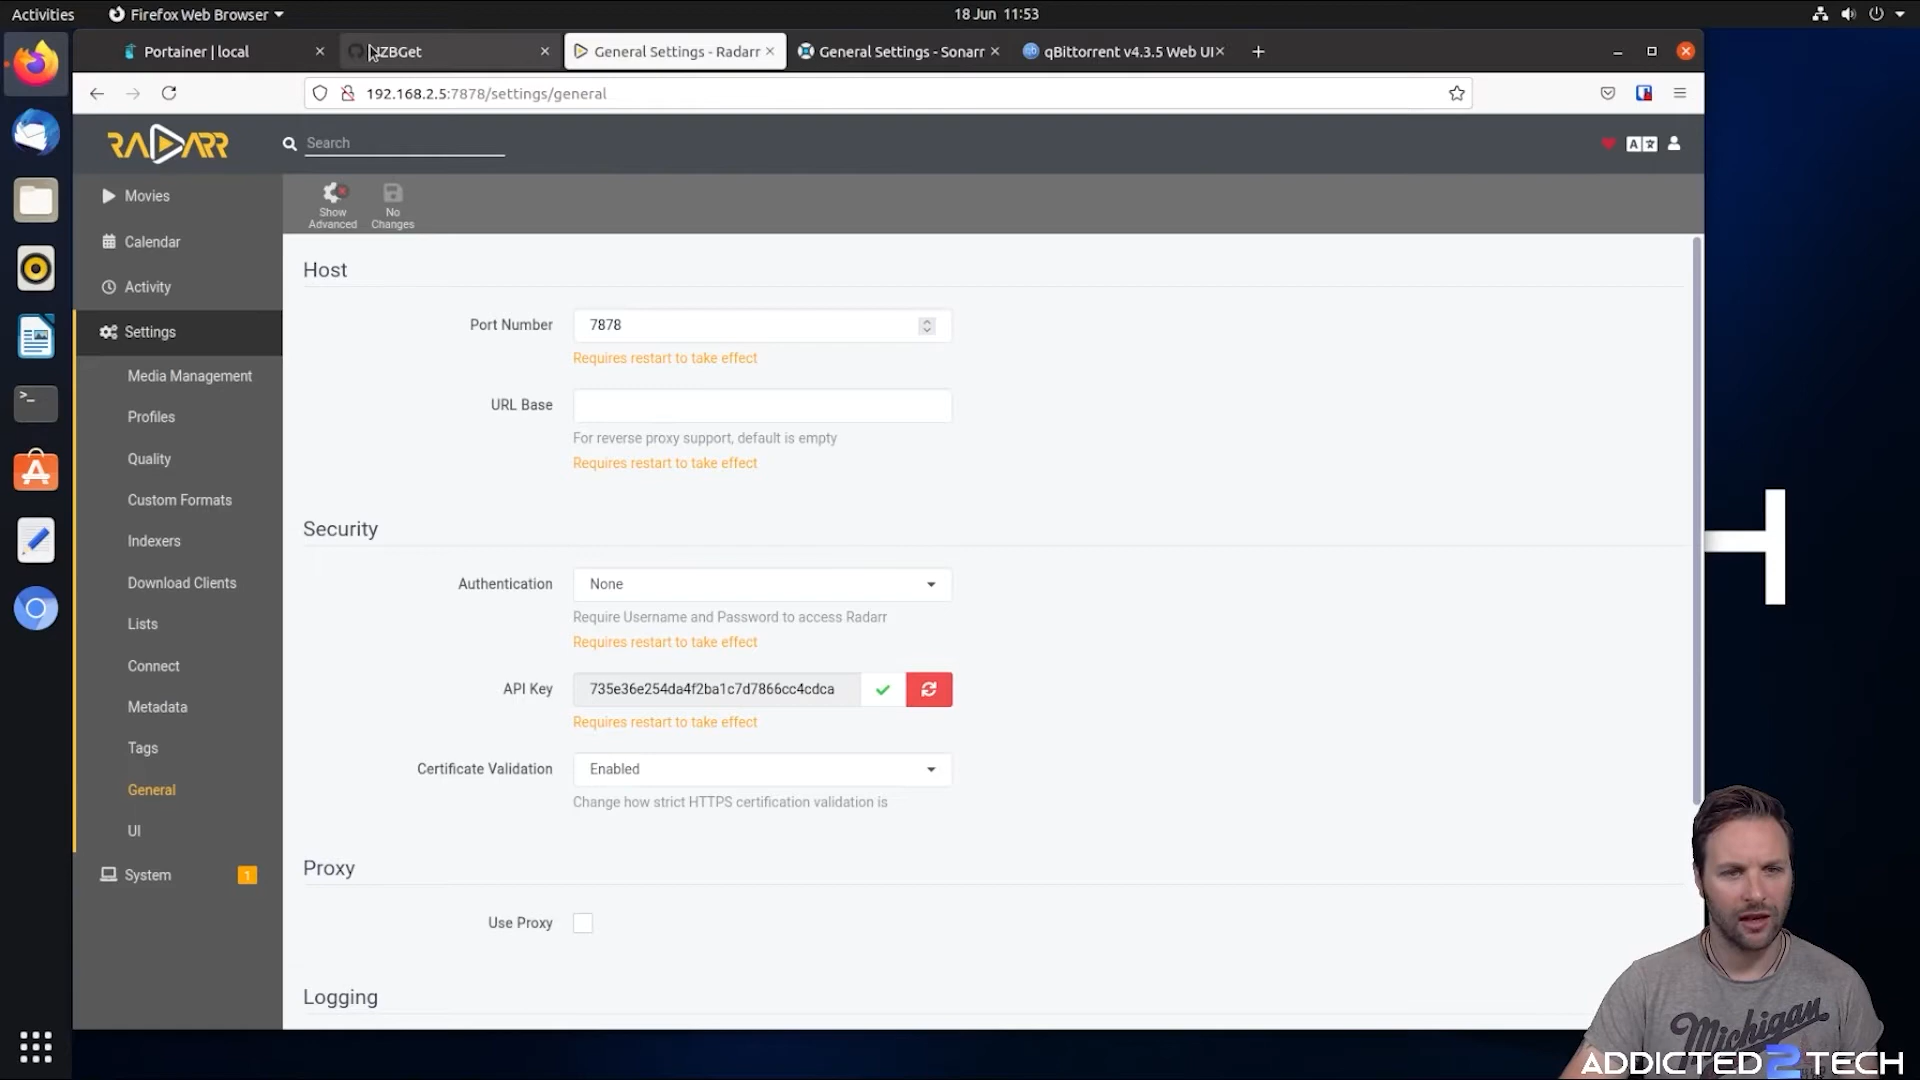 Activities
Firefox Web Browser
18 Jun 11:53
Portainer | local
NZBGet
General Settings - Radarr
General Settings - Sonarr
qBittorrent v4.3.5 Web UI
192.168.2.5:7878/settings/general
RADARR
Search
Movies
Calendar
Activity
Settings
Media Management
Profiles
Quality
Custom Formats
Indexers
Download Clients
Lists
Connect
Metadata
Tags
General
UI
System
1
Show
Advanced
No
Changes
Host
Port Number
7878
Requires restart to take effect
URL Base
For reverse proxy support, default is empty
Requires restart to take effect
Security
Authentication
None
Require Username and Password to access Radarr
Requires restart to take effect
API Key
735e36e254da4f2ba1c7d7866cc4cdca
Requires restart to take effect
Certificate Validation
Enabled
Change how strict HTTPS certification validation is
Proxy
Use Proxy
Logging
H
Michigan
ADDICTED2TECH